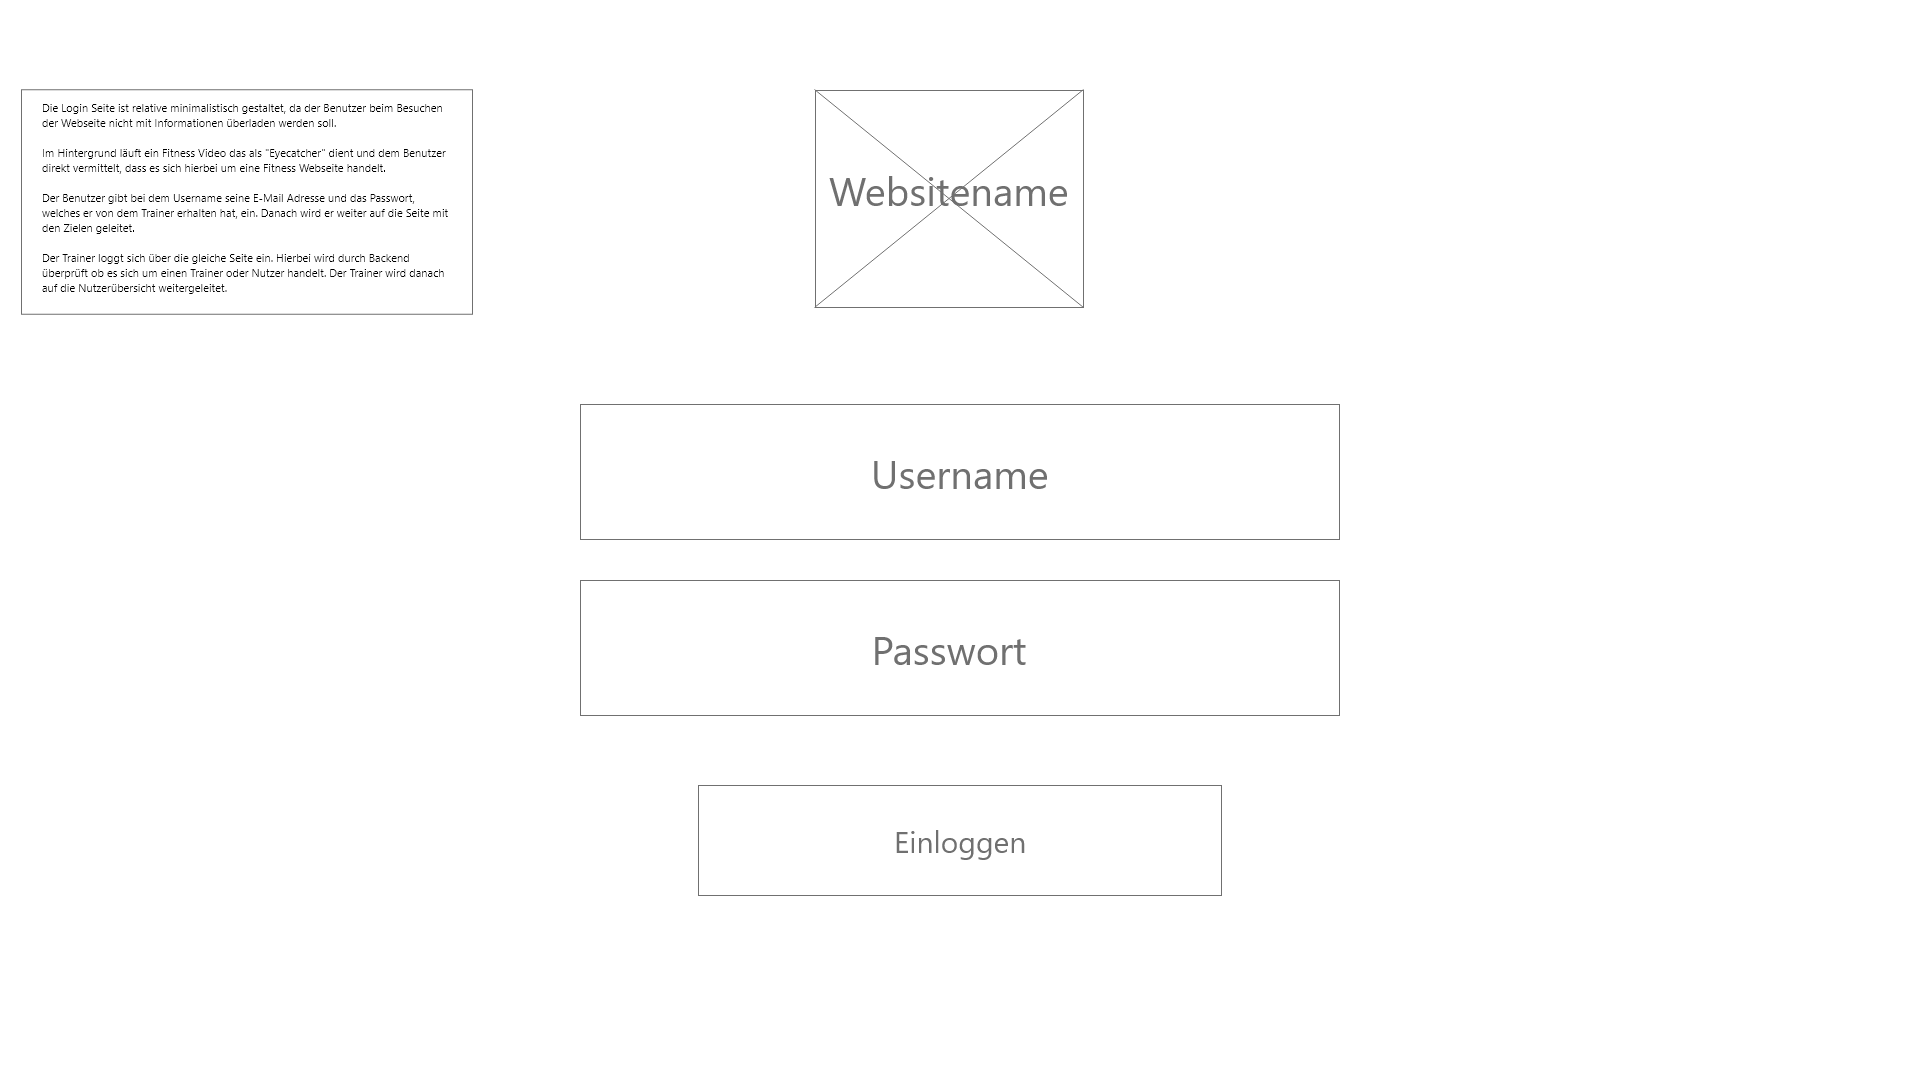 Die Login Seite ist relative minimalistisch gestaltet, da der Benutzer beim Besuchen
der Webseite nicht mit Informationen überladen werden soll.
Im Hintergrund läuft ein Fitness Video das als "Eyecatcher" dient und dem Benutzer
direkt vermittelt, dass es sich hierbei um eine Fitness Webseite handelt.
Der Benutzer gibt bei dem Username seine E-Mail Adresse und das Passwort,
welches er von dem Trainer erhalten hat, ein. Danach wird er weiter auf die Seite mit
den Zielen geleitet.
Der Trainer loggt sich über die gleiche Seite ein. Hierbei wird durch Backend
überprüft ob es sich um einen Trainer oder Nutzer handelt. Der Trainer wird danach
auf die Nutzerübersicht weitergeleitet.
Websitename
Username
Passwort
Einloggen